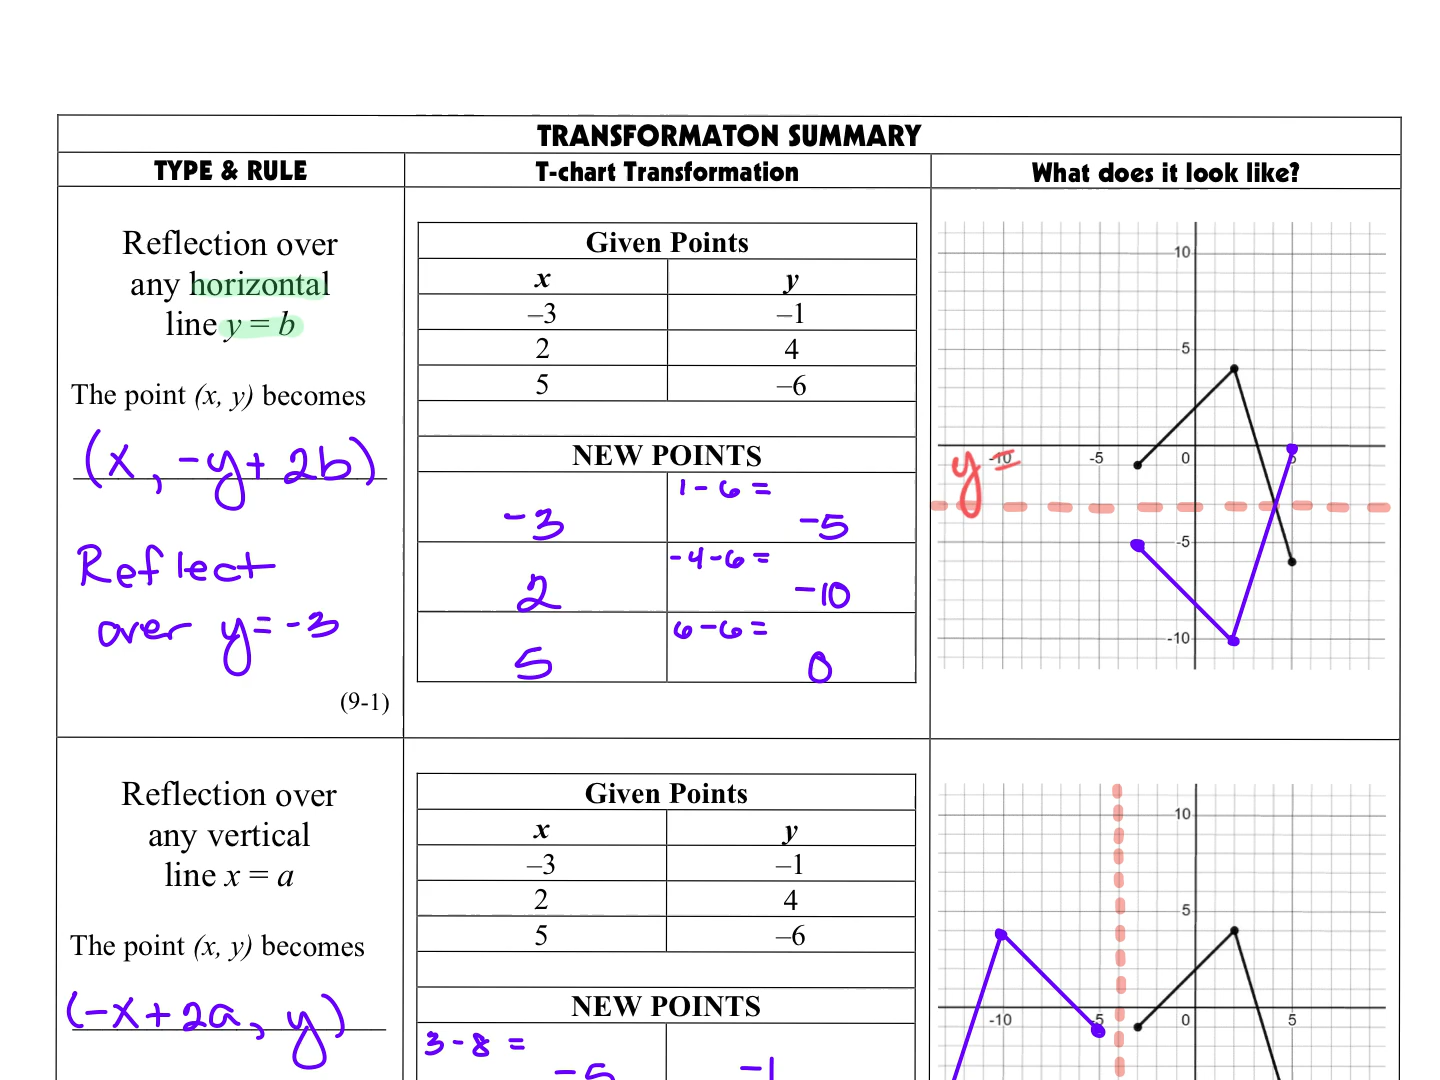 TRANSFORMATON SUMMARY
TYPE & RULE
T-chart Transformation
What does it look like?
Reflection over
any horizontal
line y = b
The point (x, y) becomes
(x, -y+ 2b)
Reflect
over y=-3
(9-1)
Given Points
x y
–3 –1
2 4
5 –6
NEW POINTS
1-6=
-3 -5
-4-6=
2 -10
6-6=
5 0
10
5
-10 -5 0 5
y=
-5
-10
Reflection over
any vertical
line x = a
The point (x, y) becomes
(-x+2a, y)
Given Points
x y
–3 –1
2 4
5 –6
NEW POINTS
3-8 =
-5 -1
10
5
-10 -5 0 5